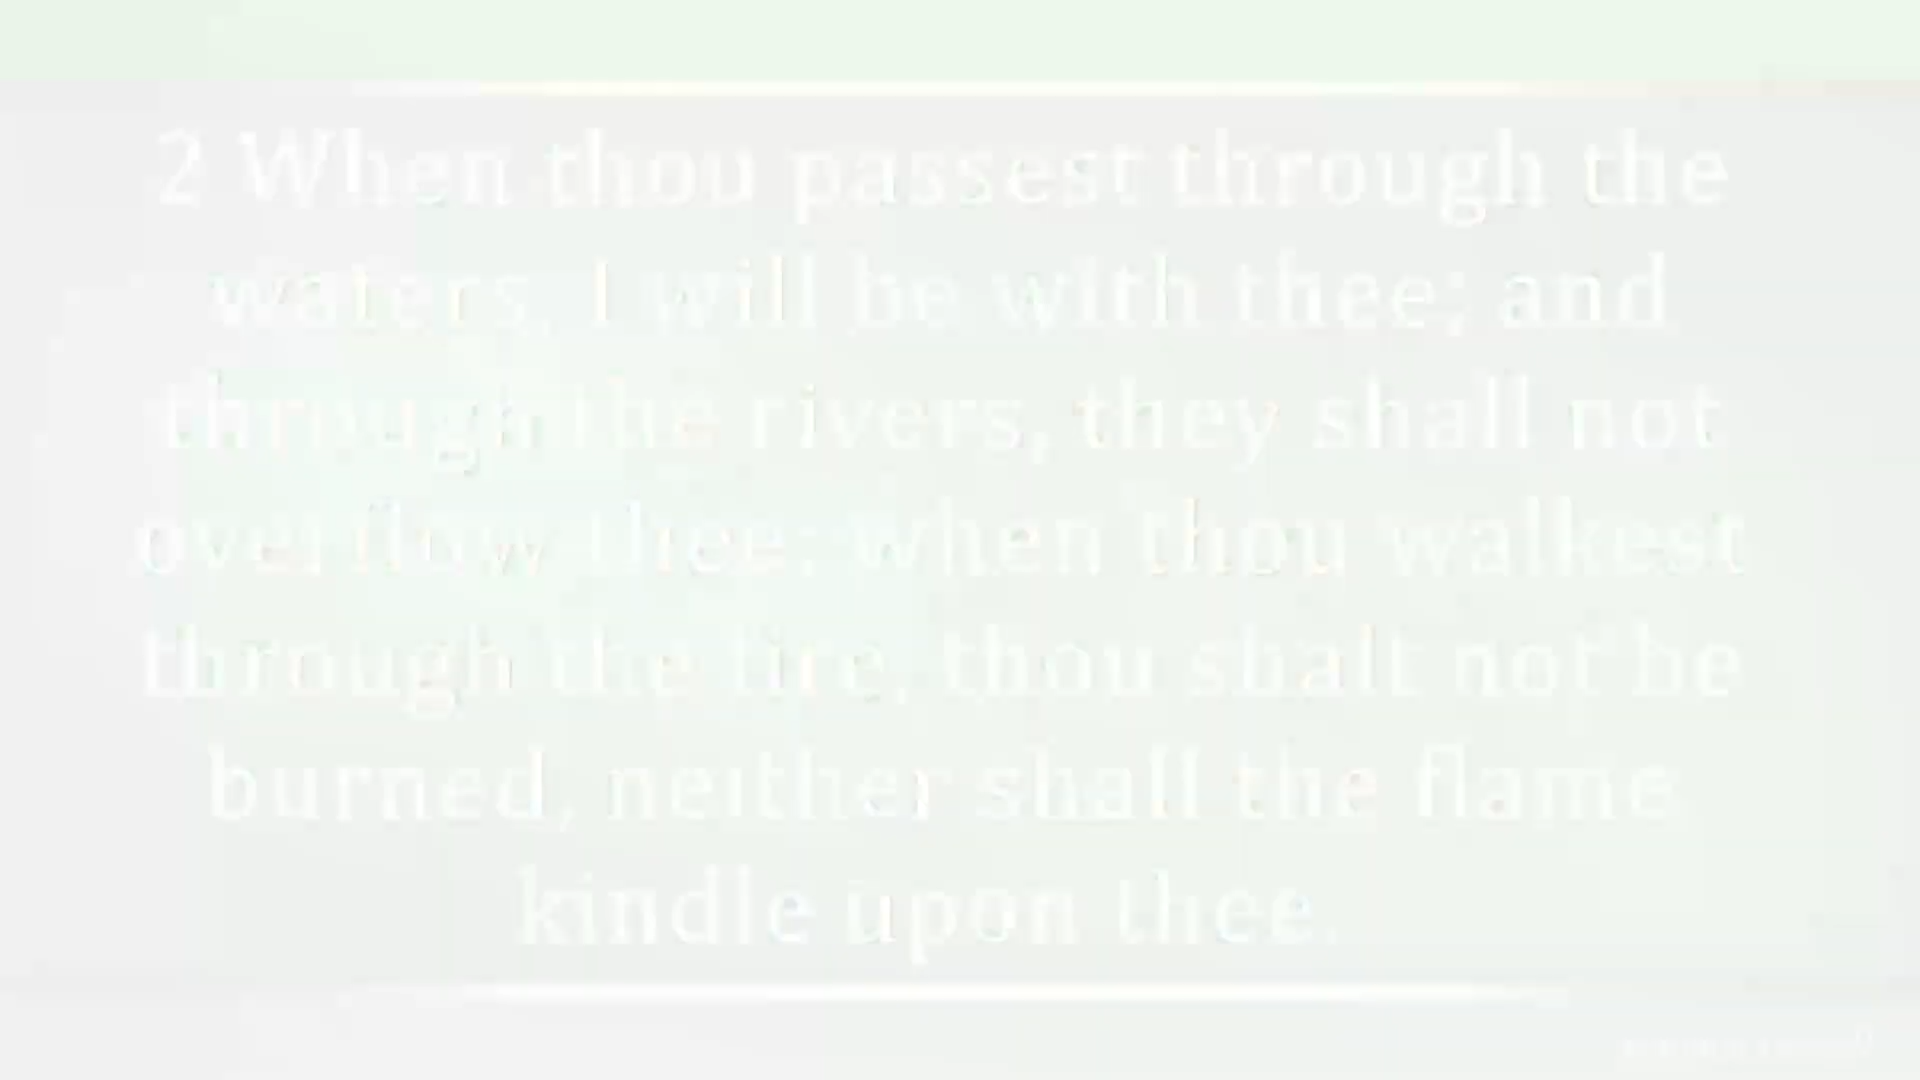 2 When thou passest through the
waters, I will be with thee; and
through the rivers, they shall not
overflow thee: when thou walkest
through the fire, thou shalt not be
burned, neither shall the flame
kindle upon thee.